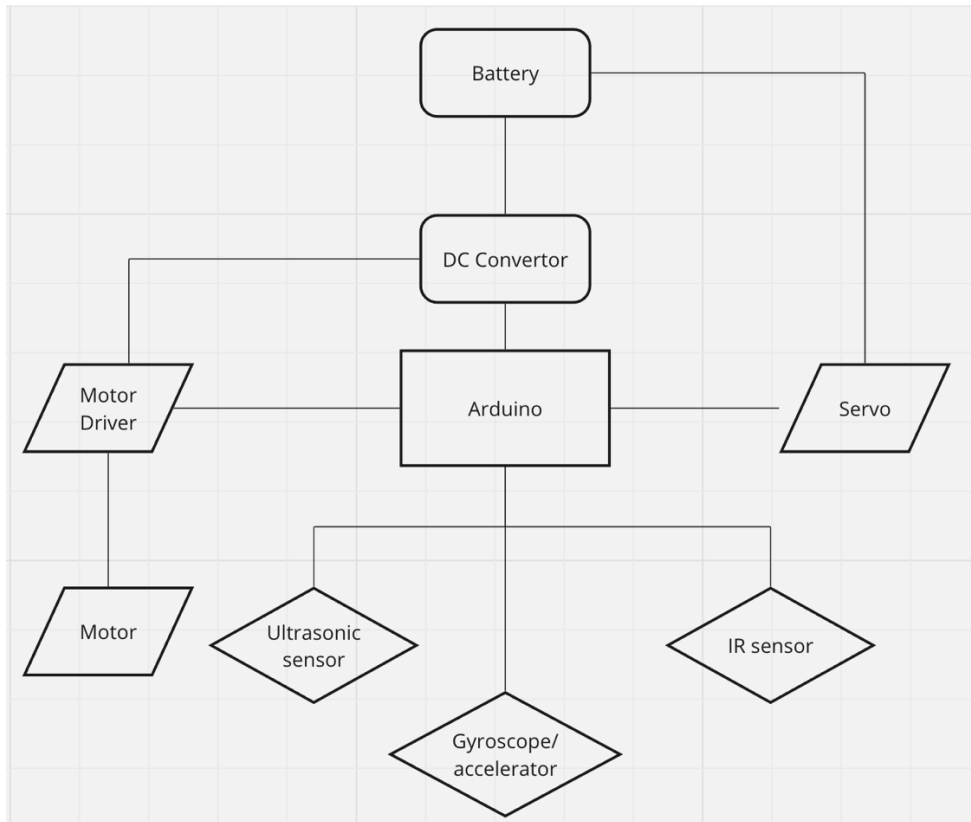 Battery
DC Convertor
Motor
Driver
Arduino
Servo
Motor
Ultrasonic
sensor
IR sensor
Gyroscope/
accelerator